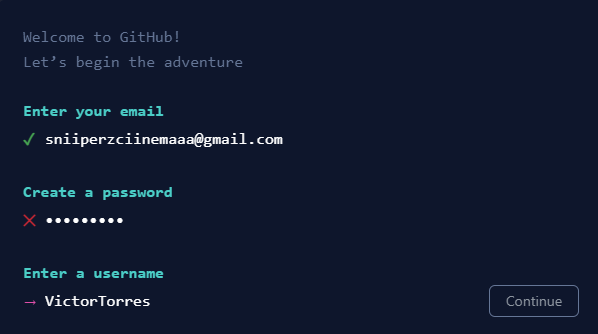 Welcome to GitHub!
Let’s begin the adventure
Enter your email
✓ sniiperzciinemaaa@gmail.com
Create a password
✕ •••••••••
Enter a username
→ VictorTorres
Continue